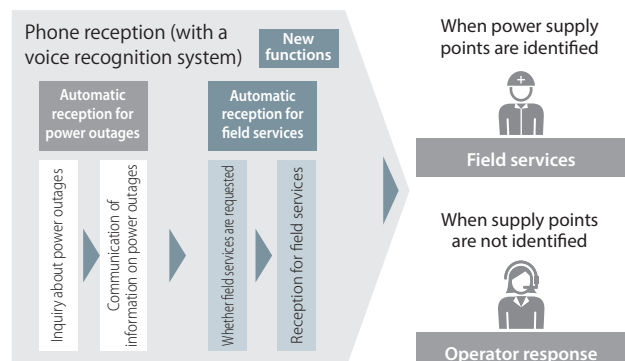 Phone reception (with a
voice recognition system)
New
functions
Automatic
reception for
power outages
Automatic
reception for
field services
Inquiry about power outages
Communication of
information on power outages
Whether field services are requested
Reception for field services
When power supply
points are identified
Field services
When supply points
are not identified
Operator response